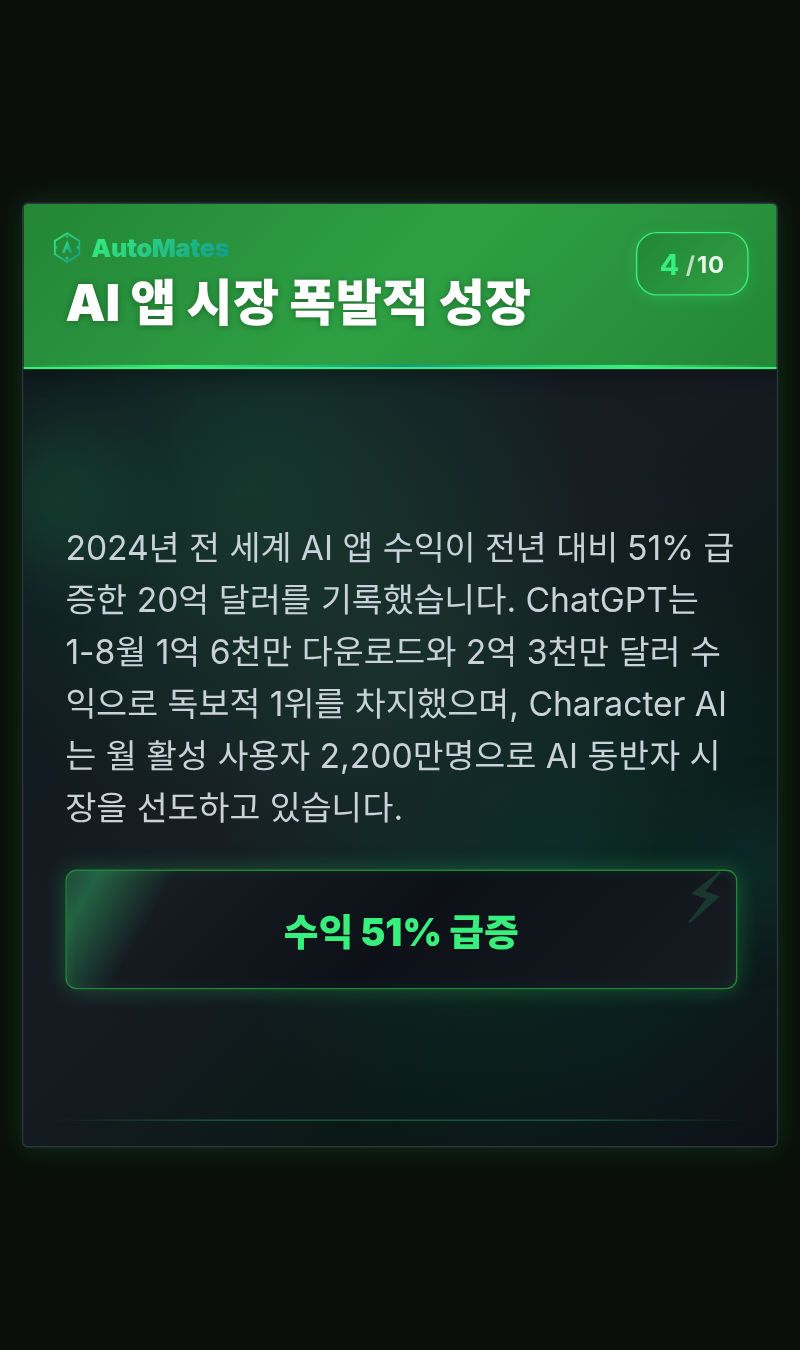 AutoMates
4 /10
AI 앱 시장 폭발적 성장
2024년 전 세계 AI 앱 수익이 전년 대비 51% 급
증한 20억 달러를 기록했습니다. ChatGPT는
1-8월 1억 6천만 다운로드와 2억 3천만 달러 수
익으로 독보적 1위를 차지했으며, Character AI
는 월 활성 사용자 2,200만명으로 AI 동반자 시
장을 선도하고 있습니다.
수익 51% 급증